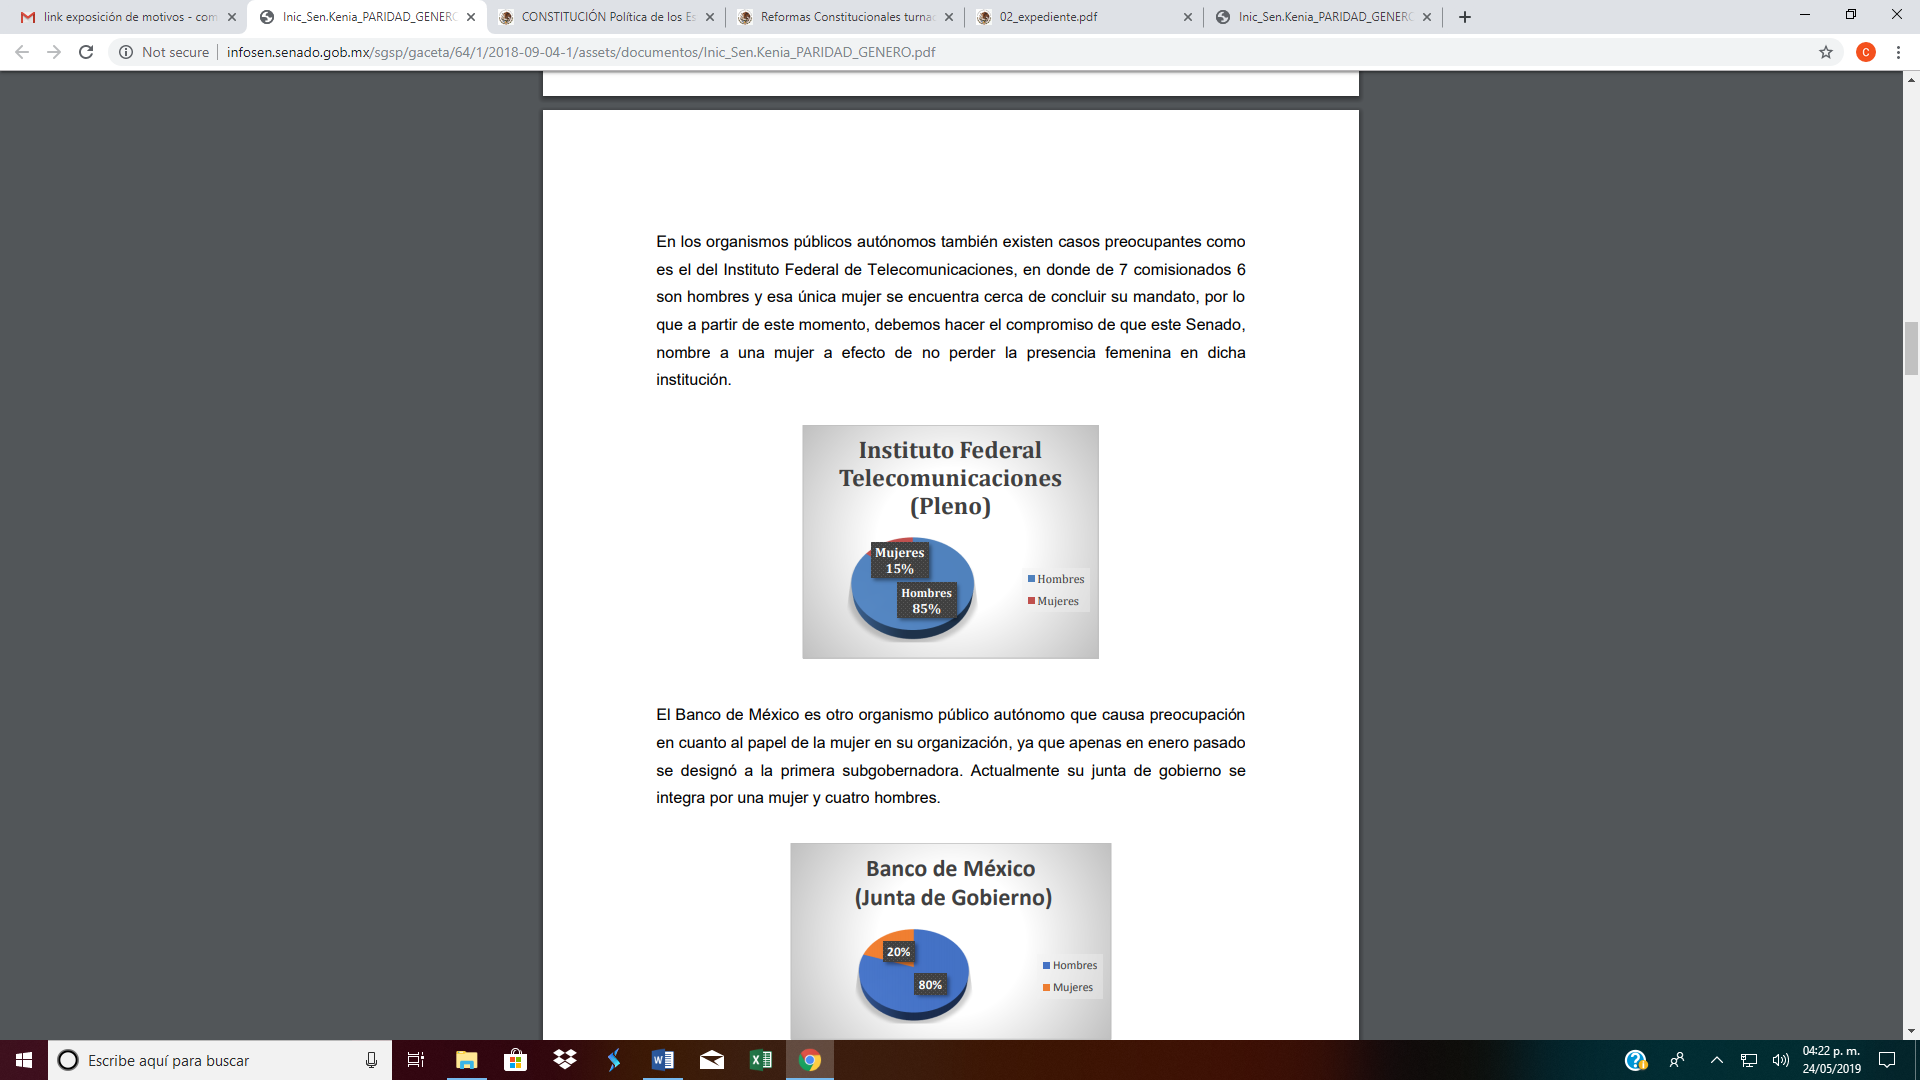 link exposición de motivos - com
Inic_Sen.Kenia_PARIDAD_GENERO
CONSTITUCIÓN Política de los Es
Reformas Constitucionales turna
02_expediente.pdf
Inic_Sen.Kenia_PARIDAD_GENERO
Not secure
infosen.senado.gob.mx/sgsp/gaceta/64/1/2018-09-04-1/assets/documentos/Inic_Sen.Kenia_PARIDAD_GENERO.pdf
C
En los organismos públicos autónomos también existen casos preocupantes como
es el del Instituto Federal de Telecomunicaciones, en donde de 7 comisionados 6
son hombres y esa única mujer se encuentra cerca de concluir su mandato, por lo
que a partir de este momento, debemos hacer el compromiso de que este Senado,
nombre a una mujer a efecto de no perder la presencia femenina en dicha
institución.
Instituto Federal
Telecomunicaciones
(Pleno)
Mujeres
15%
Hombres
85%
Hombres
Mujeres
El Banco de México es otro organismo público autónomo que causa preocupación
en cuanto al papel de la mujer en su organización, ya que apenas en enero pasado
se designó a la primera subgobernadora. Actualmente su junta de gobierno se
integra por una mujer y cuatro hombres.
Banco de México
(Junta de Gobierno)
20%
80%
Hombres
Mujeres
Escribe aquí para buscar
04:22 p. m.
24/05/2019